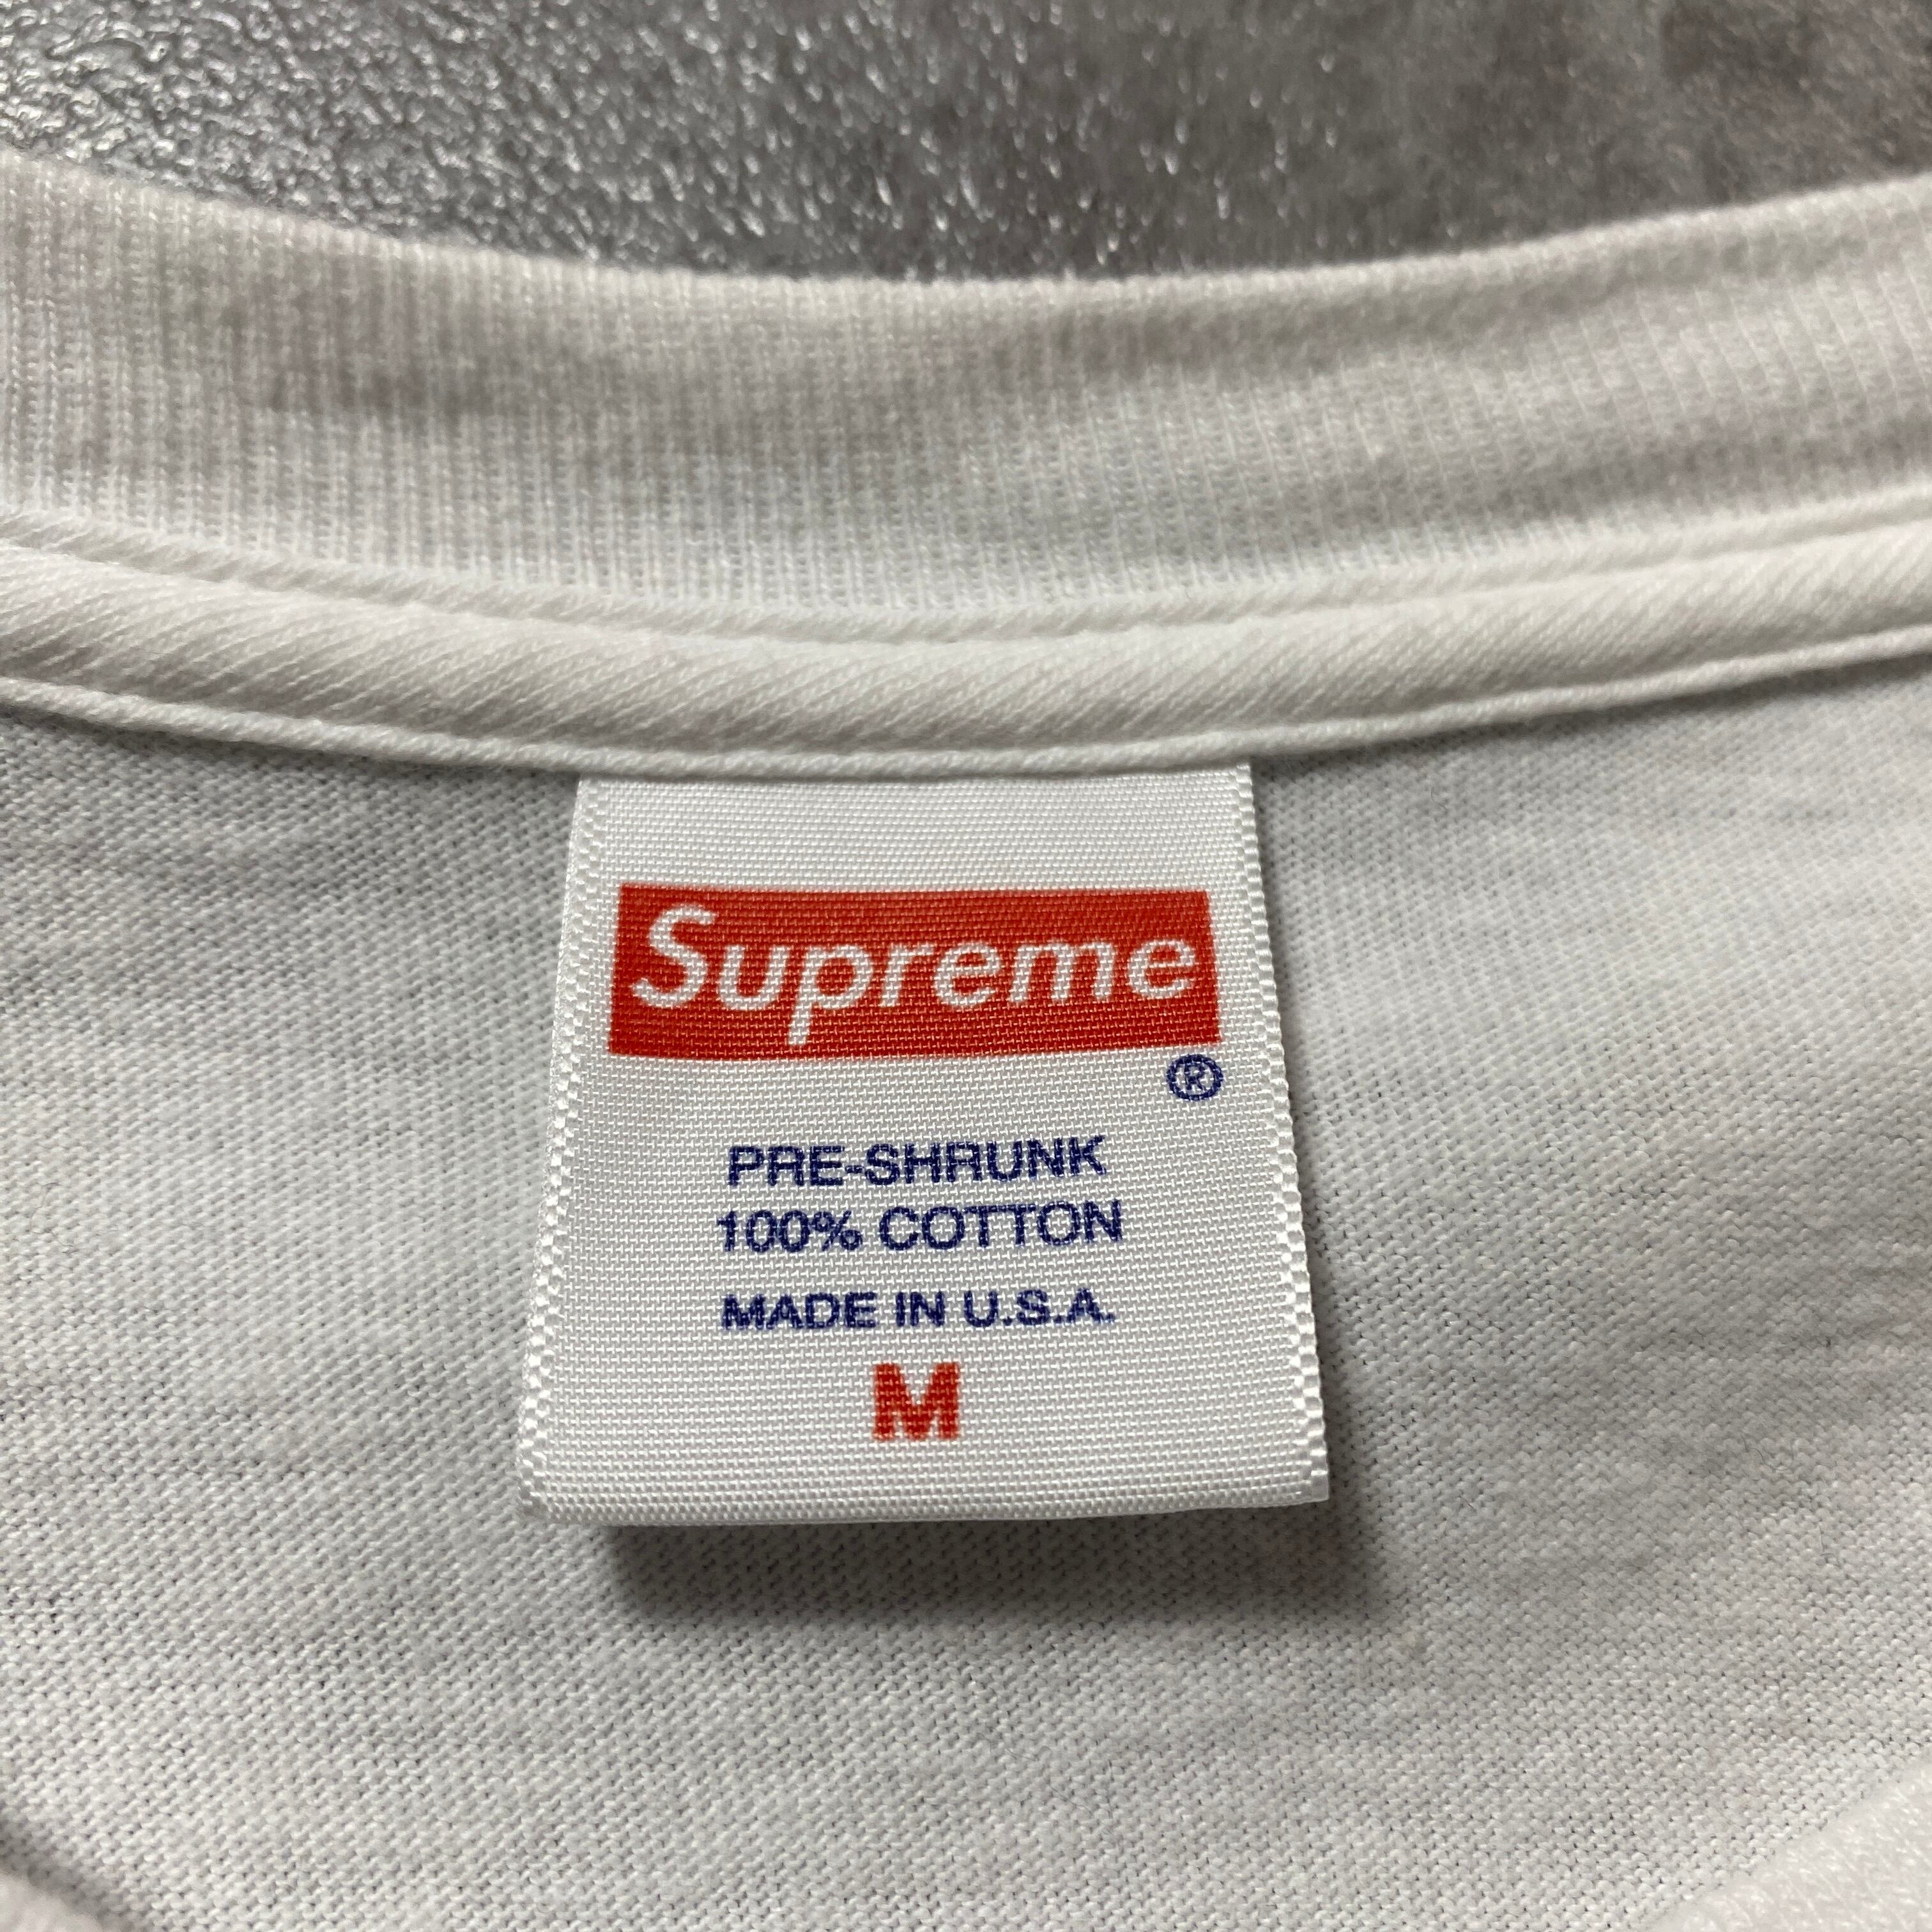 Supreme
®
PRE-SHRUNK
100% COTTON
MADE IN U.S.A.
M